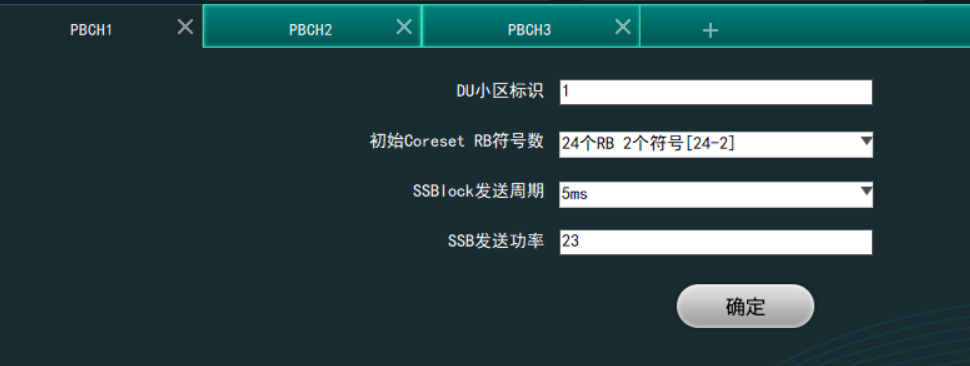 PBCH1 PBCH2 PBCH3 +
DU小区标识 1
初始Coreset RB符号数 24个RB 2个符号[24-2]
SSBlock发送周期 5ms
SSB发送功率 23
确定